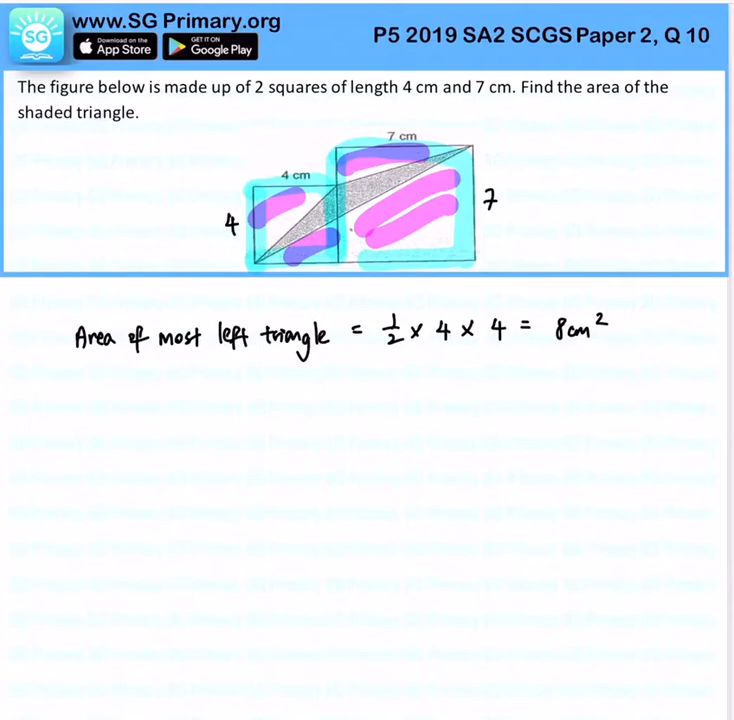 www.SG Primary.org
SG
Download on the
App Store
GET IT ON
Google Play
P5 2019 SA2 SCGS Paper 2, Q 10
The figure below is made up of 2 squares of length 4 cm and 7 cm. Find the area of the
shaded triangle.
7 cm
4 cm
4
7
Area of most left triangle = 1/2 × 4 × 4 = 8cm²